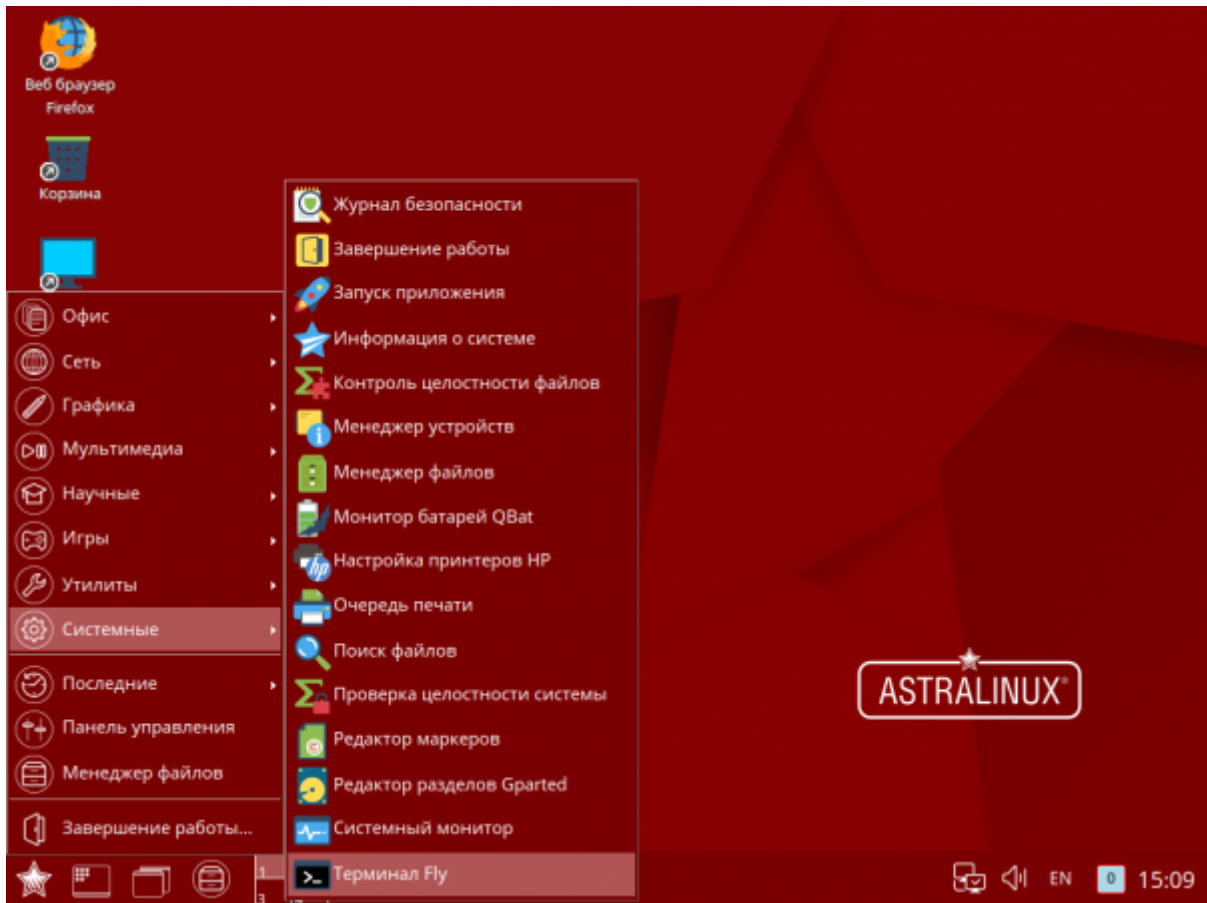 Веб браузер
Firefox
Корзина
Журнал безопасности
Завершение работы
Запуск приложения
Информация о системе
Контроль целостности файлов
Менеджер устройств
Менеджер файлов
Монитор батарей QBat
Настройка принтеров HP
Очередь печати
Поиск файлов
Проверка целостности системы
Редактор маркеров
Редактор разделов Gparted
Системный монитор
Терминал Fly
Офис
Сеть
Графика
Мультимедиа
Научные
Игры
Утилиты
Системные
Последние
Панель управления
Менеджер файлов
Завершение работы...
ASTRALINUX®
1
3
EN
0
15:09